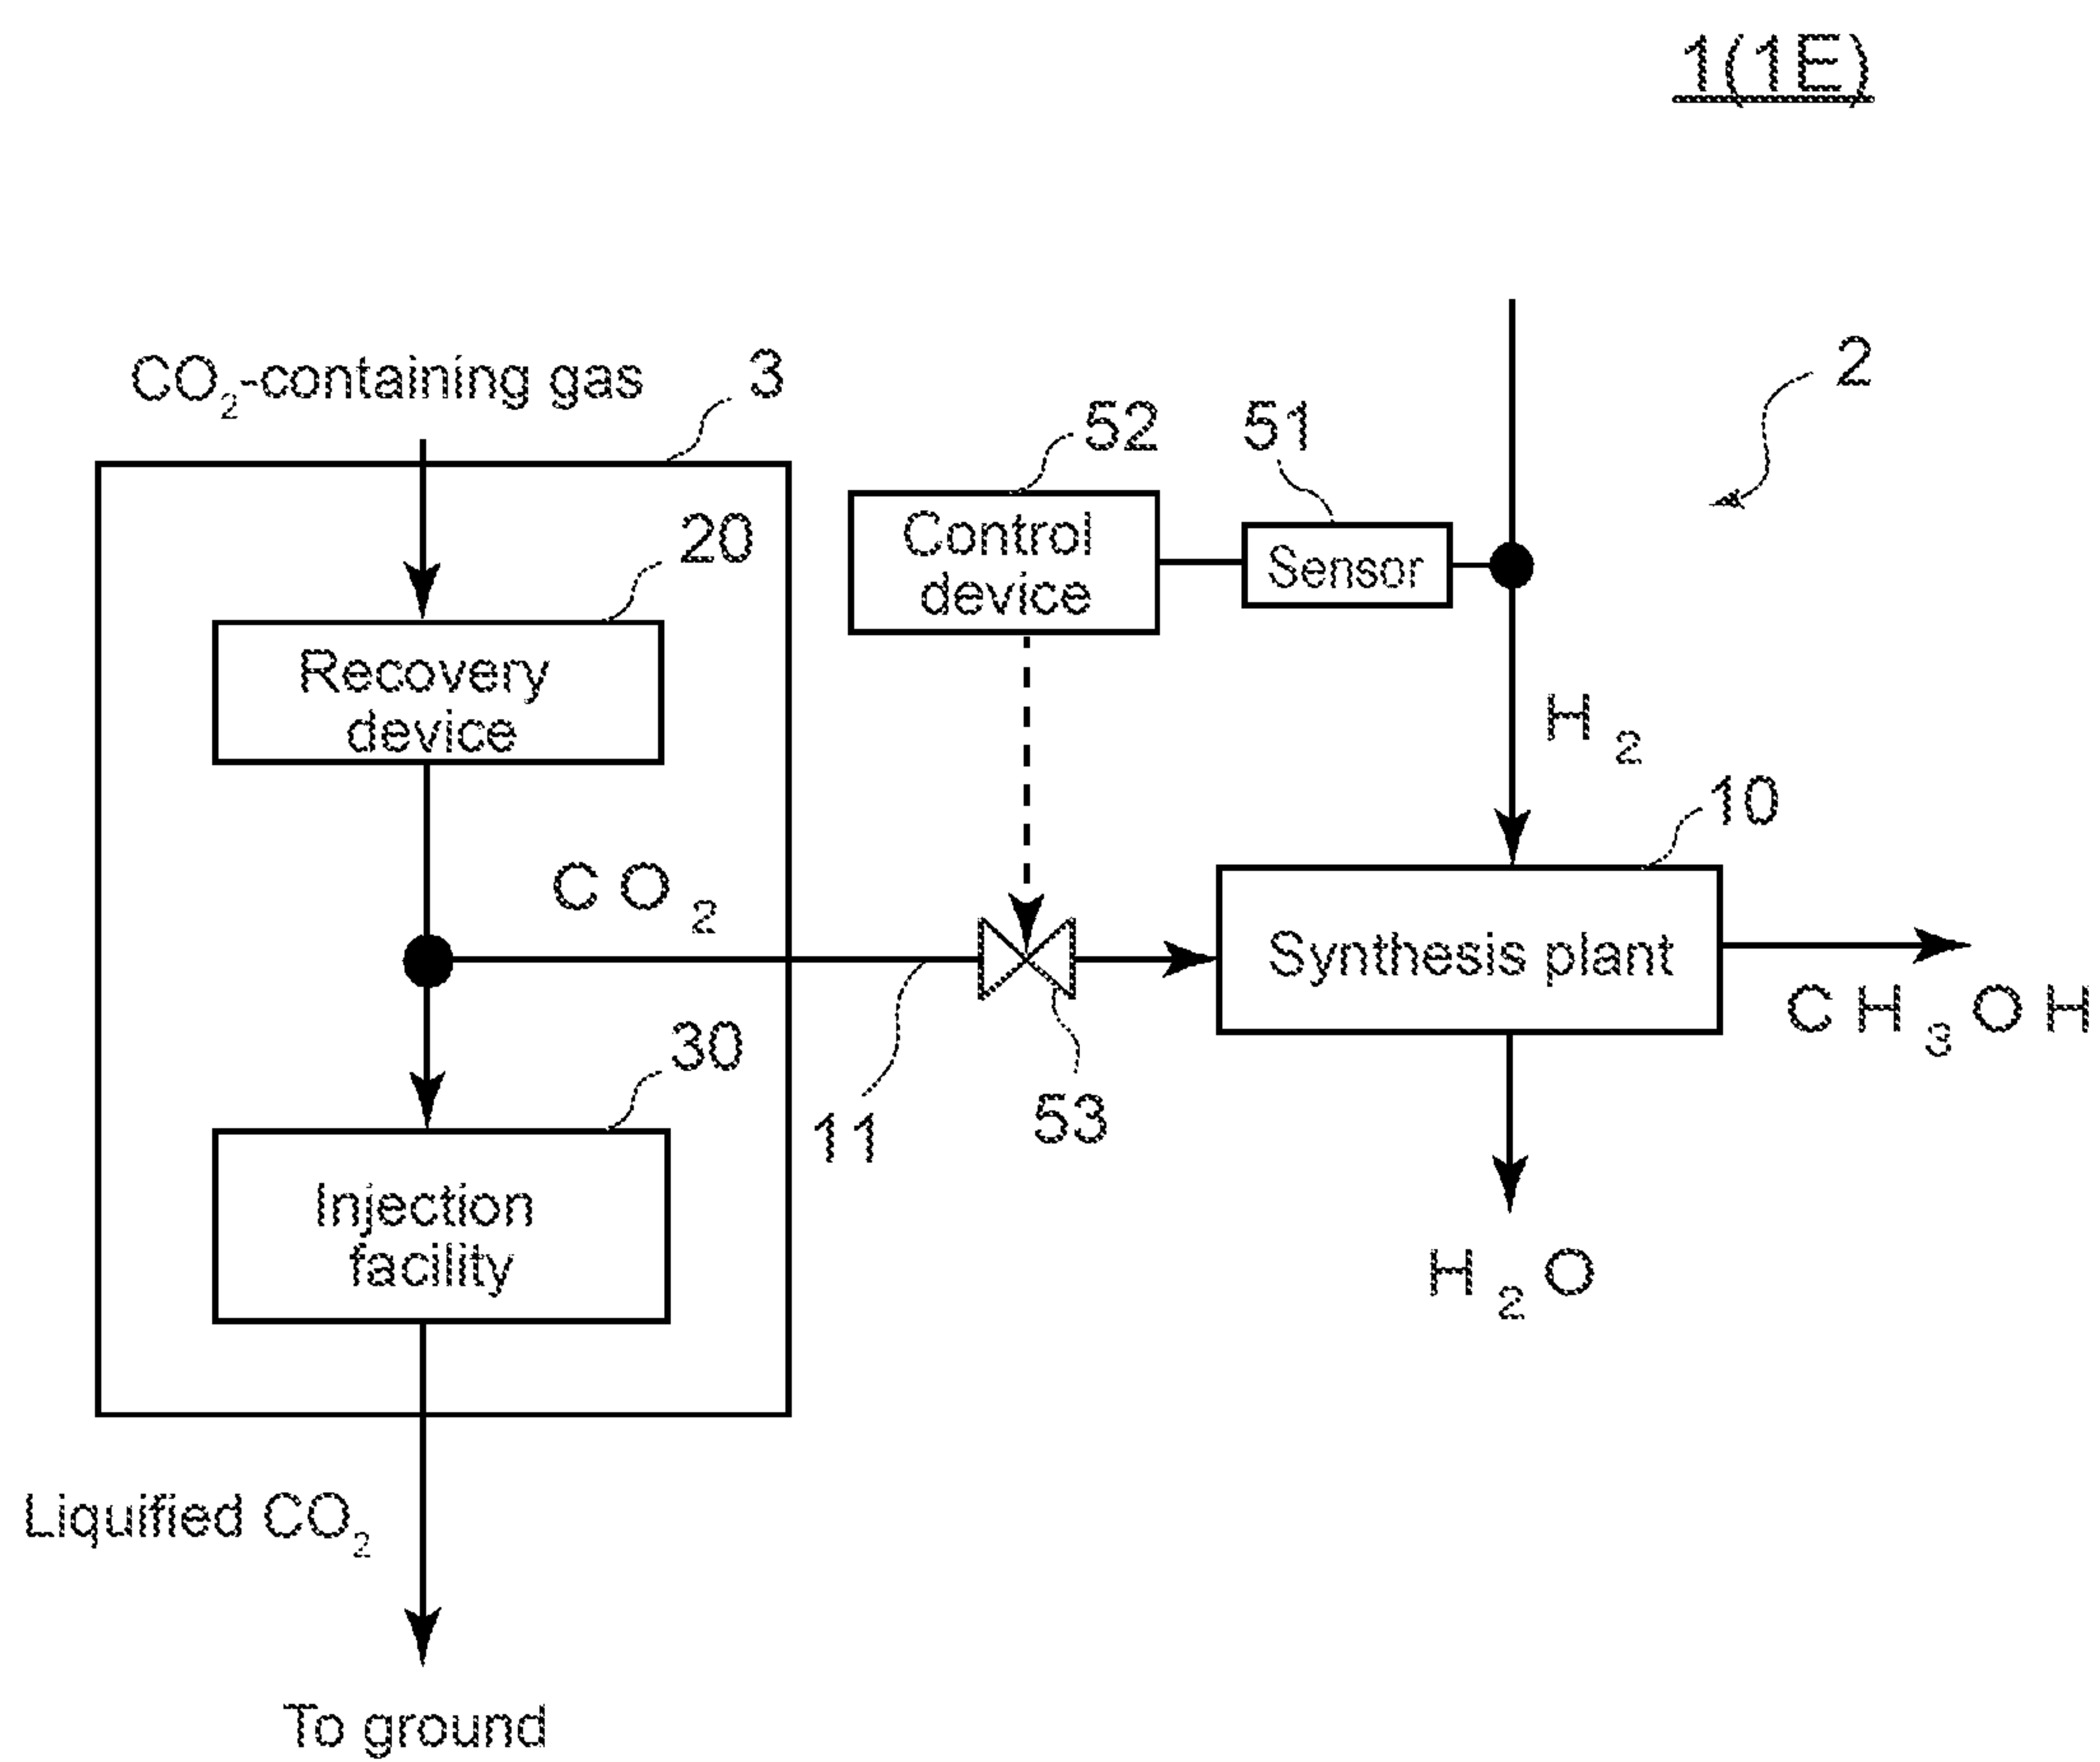 1(1E)
CO₂-containing gas
3
2
52
51
Control
device
Sensor
20
Recovery
device
H₂
10
CO₂
Synthesis plant
CH₃OH
30
11
53
Injection
facility
H₂O
Liquified CO₂
To ground